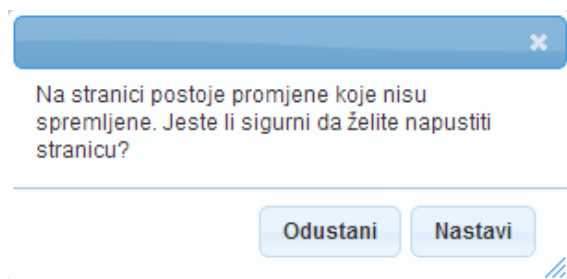 Na stranici postoje promjene koje nisu
spremljene. Jeste li sigurni da želite napustiti
stranicu?
Odustani Nastavi